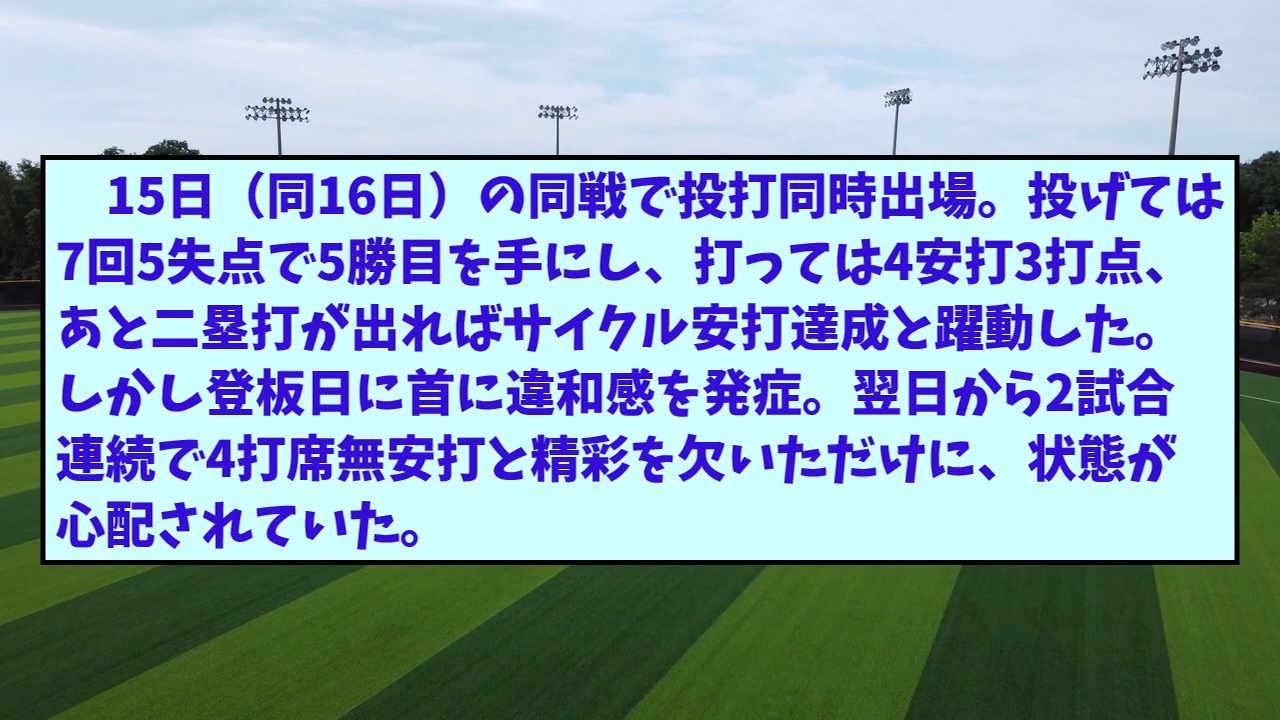 15日（同16日）の同戦で投打同時出場。投げては
7回5失点で5勝目を手にし、打っては4安打3打点、
あと二塁打が出ればサイクル安打達成と躍動した。
しかし登板日に首に違和感を発症。翌日から2試合
連続で4打席無安打と精彩を欠いただけに、状態が
心配されていた。